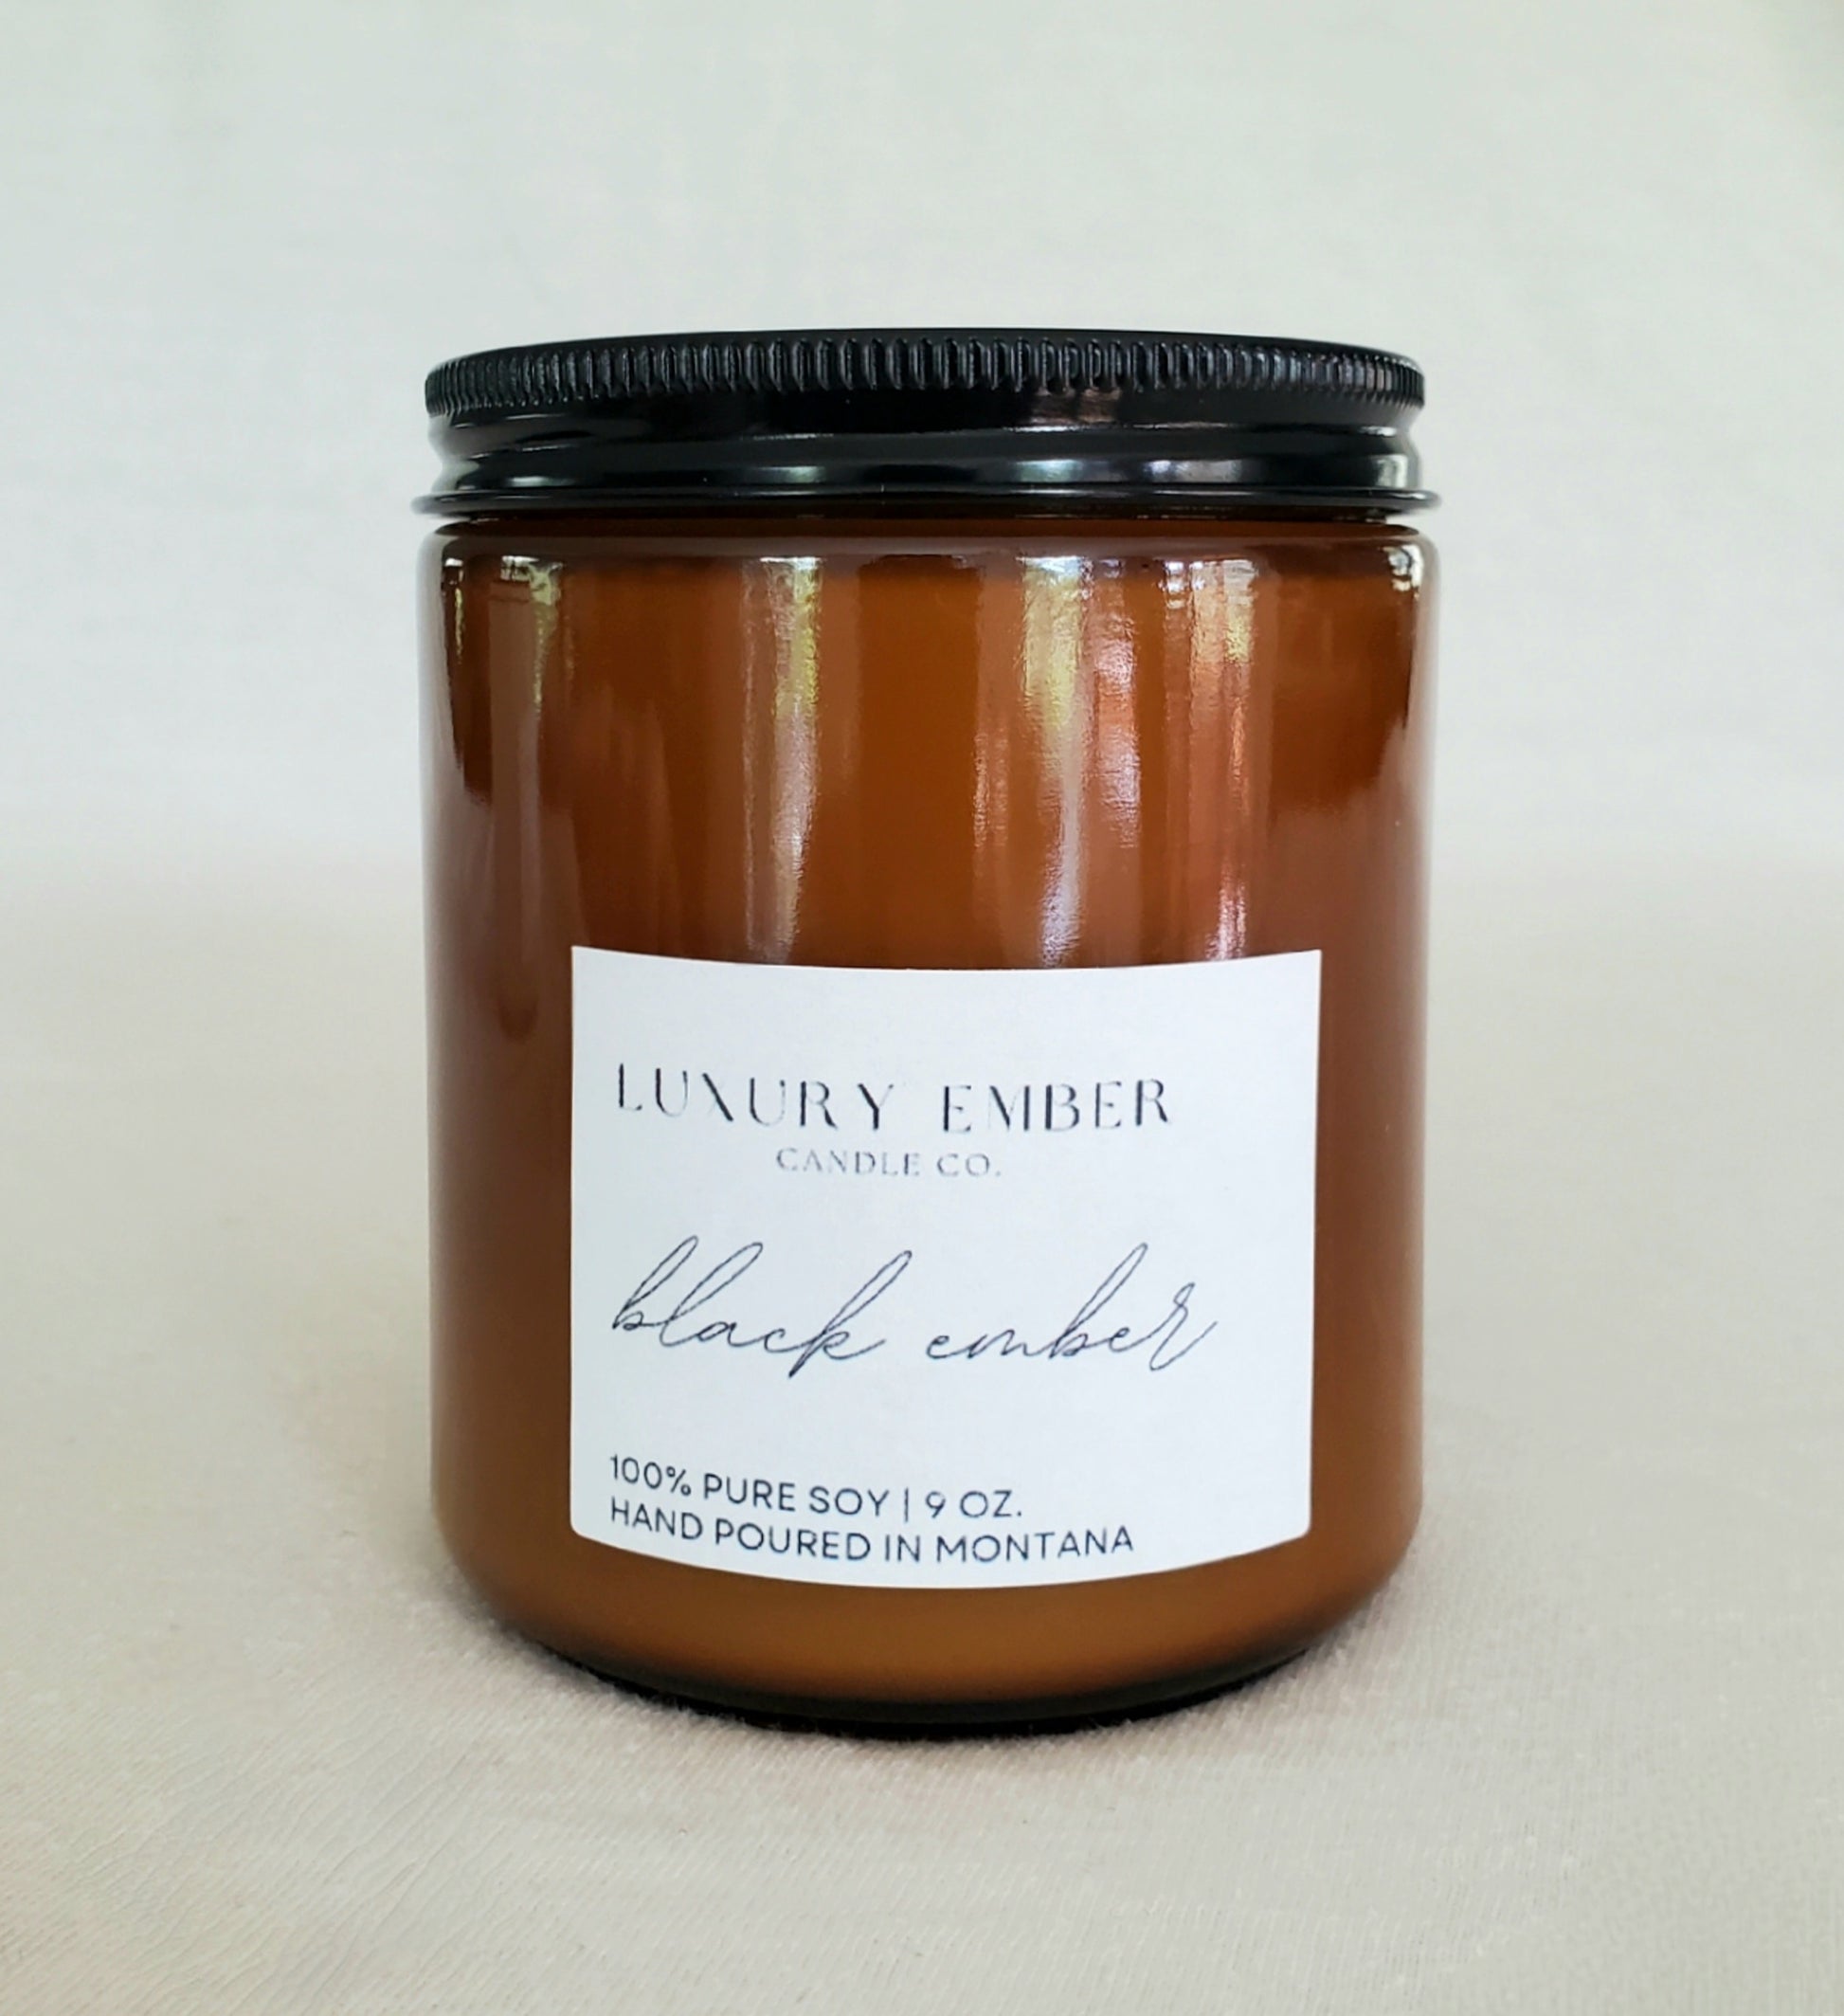 LUXURY EMBER
CANDLE CO.
black ember
100% PURE SOY | 9 OZ.
HAND POURED IN MONTANA